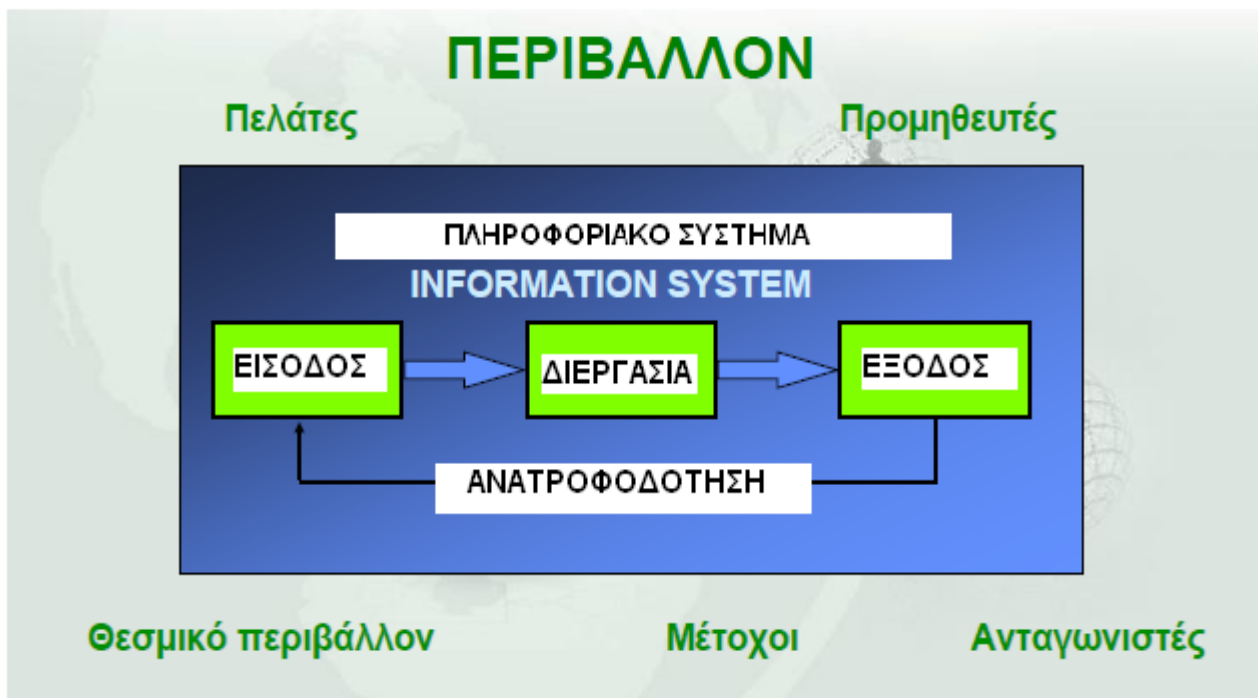 ΠΕΡΙΒΑΛΛΟΝ
Πελάτες Προμηθευτές
ΠΛΗΡΟΦΟΡΙΑΚΟ ΣΥΣΤΗΜΑ
INFORMATION SYSTEM
ΕΙΣΟΔΟΣ ΔΙΕΡΓΑΣΙΑ ΕΞΟΔΟΣ
ΑΝΑΤΡΟΦΟΔΟΤΗΣΗ
Θεσμικό περιβάλλον Μέτοχοι Ανταγωνιστές